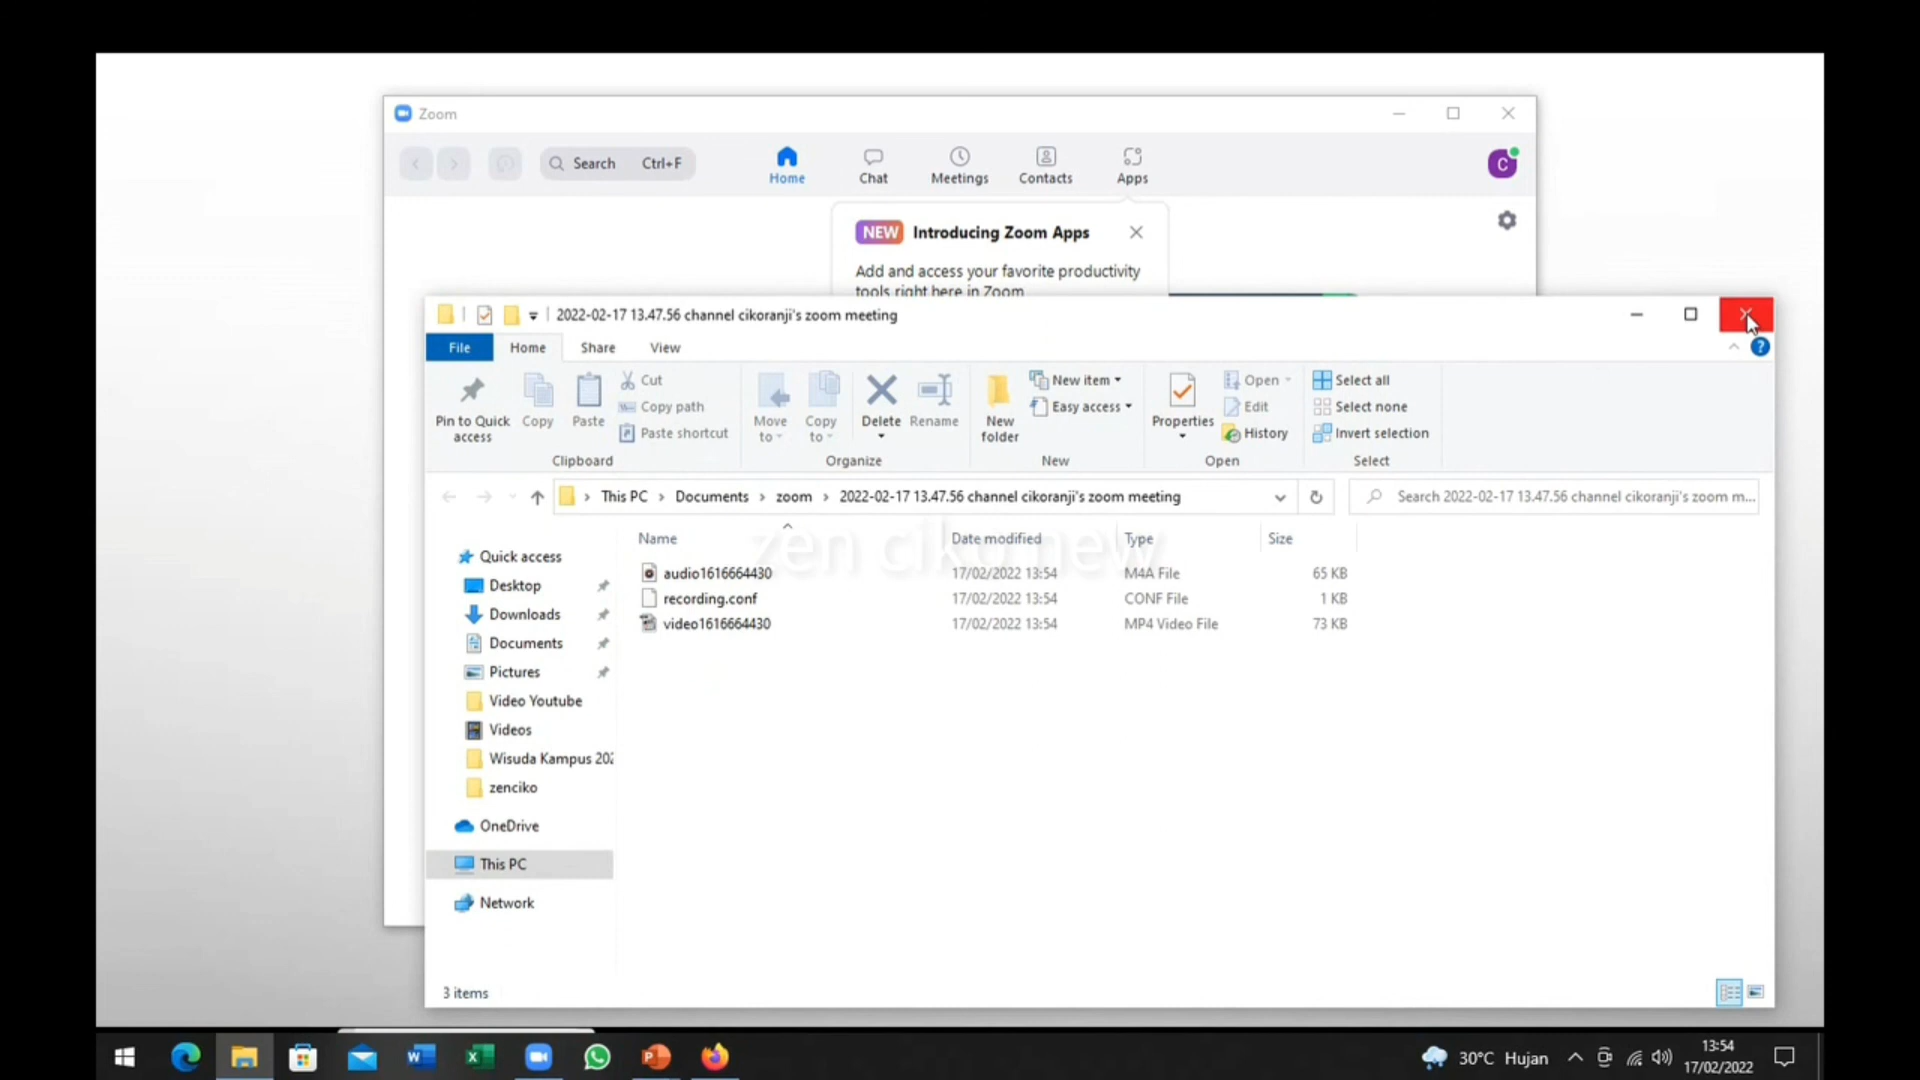 Zoom
Search Ctrl+F
Home
Chat
Meetings
Contacts
Apps
C
NEW Introducing Zoom Apps
Add and access your favorite productivity
tools right here in Zoom
2022-02-17 13.47.56 channel cikoranji's zoom meeting
File Home Share View
Pin to Quick access
Copy
Paste
Cut
Copy path
Paste shortcut
Clipboard
Move to
Copy to
Delete
Rename
Organize
New folder
New item
Easy access
New
Properties
Open
Edit
History
Open
Select all
Select none
Invert selection
Select
This PC > Documents > zoom > 2022-02-17 13.47.56 channel cikoranji's zoom meeting
Search 2022-02-17 13.47.56 channel cikoranji's zoom m...
Name Date modified Type Size
zen ciko new
audio1616664430 17/02/2022 13:54 M4A File 65 KB
recording.conf 17/02/2022 13:54 CONF File 1 KB
video1616664430 17/02/2022 13:54 MP4 Video File 73 KB
Quick access
Desktop
Downloads
Documents
Pictures
Video Youtube
Videos
Wisuda Kampus 202
zenciko
OneDrive
This PC
Network
3 items
30°C Hujan
13:54
17/02/2022